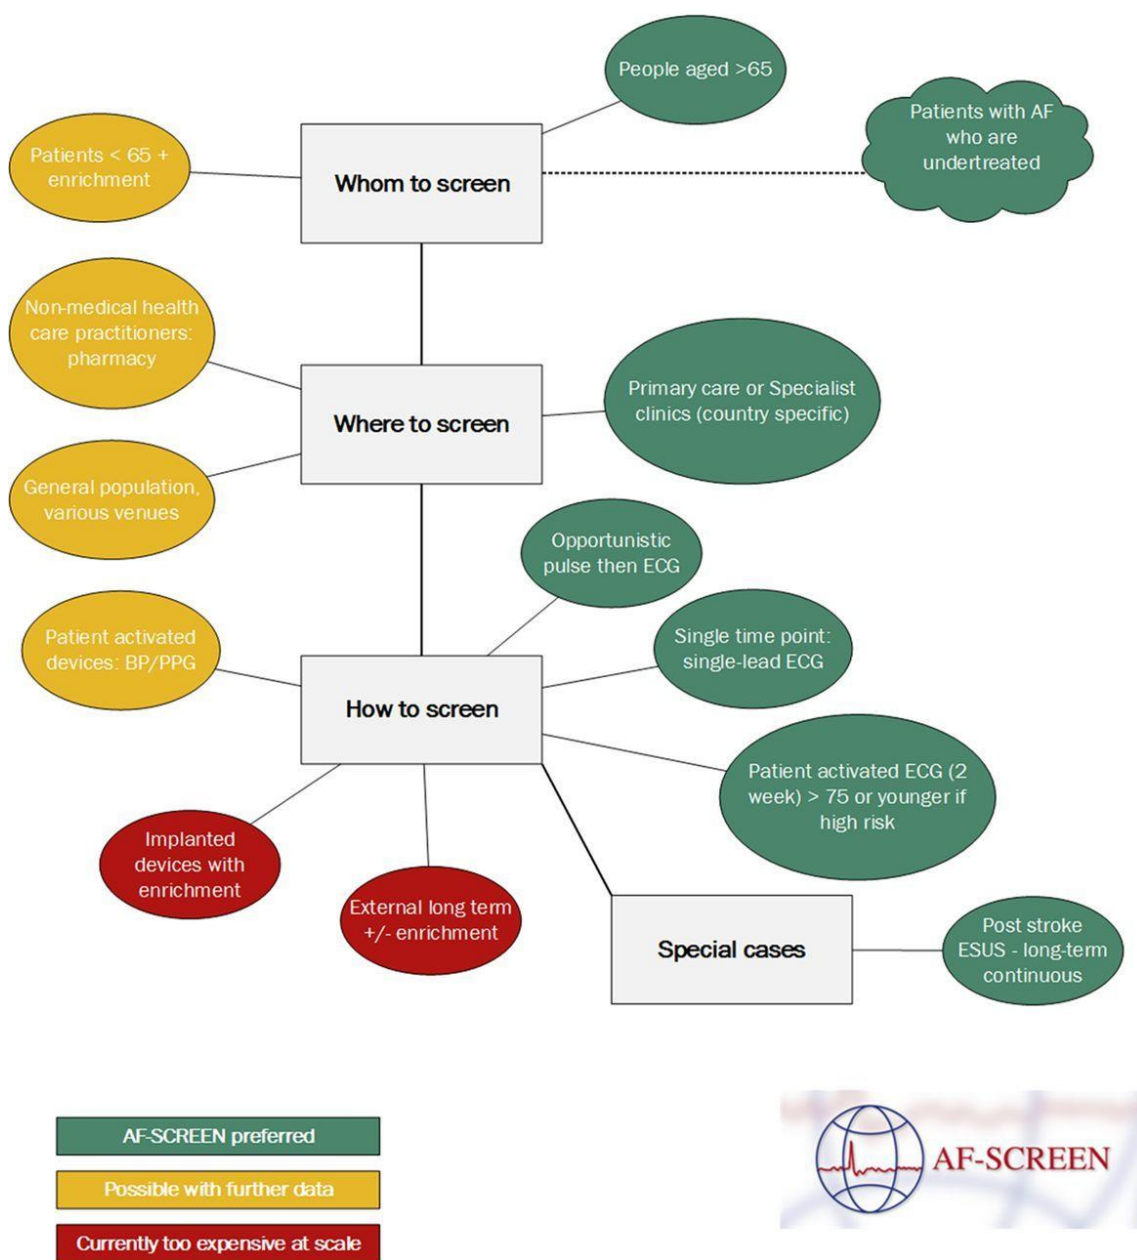 People aged >65
Patients with AF
who are
undertreated
Patients < 65 +
enrichment
Whom to screen
Non-medical health
care practitioners:
pharmacy
Where to screen
Primary care or Specialist
clinics (country specific)
General population,
various venues
Opportunistic
pulse then ECG
Patient activated
devices: BP/PPG
Single time point:
single-lead ECG
How to screen
Patient activated ECG (2
week) > 75 or younger if
high risk
Implanted
devices with
enrichment
External long term
+/- enrichment
Special cases
Post stroke
ESUS - long-term
continuous
AF-SCREEN preferred
Possible with further data
Currently too expensive at scale
AF-SCREEN